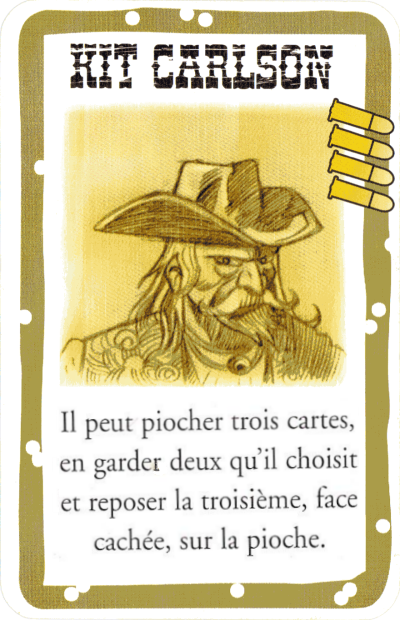 KIT CARLSON
Il peut piocher trois cartes,
en garder deux qu'il choisit
et reposer la troisième, face
cachée, sur la pioche.